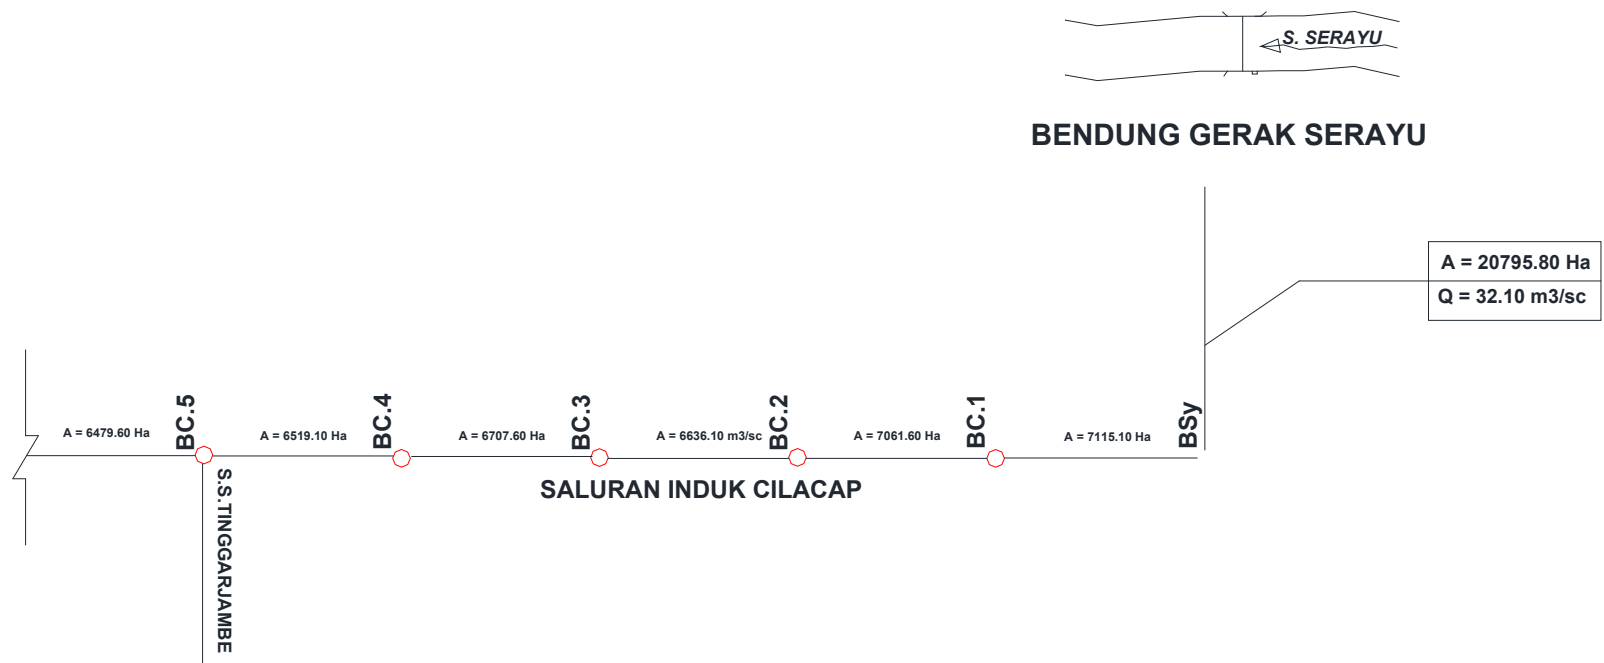 S. SERAYU
BENDUNG GERAK SERAYU
A = 20795.80 Ha
Q = 32.10 m3/sc
A = 6479.60 Ha
BC.5
A = 6519.10 Ha
BC.4
A = 6707.60 Ha
BC.3
A = 6636.10 m3/sc
BC.2
A = 7061.60 Ha
BC.1
A = 7115.10 Ha
BSy
SALURAN INDUK CILACAP
S.S.TINGGARJAMBE